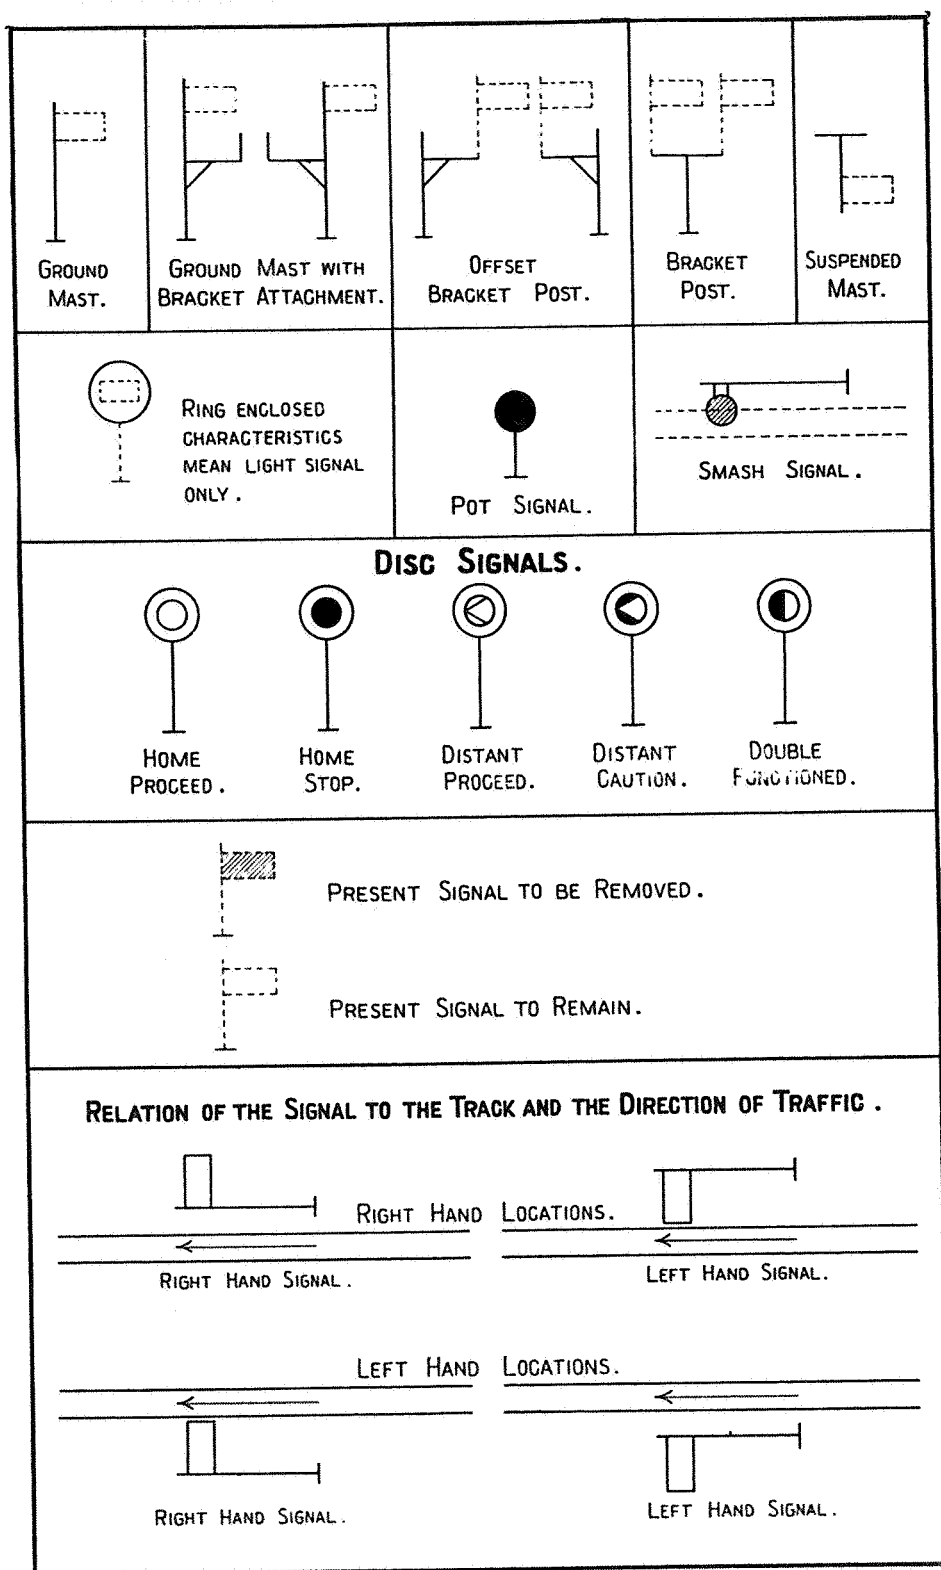 GROUND
MAST.
GROUND MAST WITH
BRACKET ATTACHMENT.
OFFSET
BRACKET POST.
BRACKET
POST.
SUSPENDED
MAST.
RING ENCLOSED
CHARACTERISTICS
MEAN LIGHT SIGNAL
ONLY.
POT SIGNAL.
SMASH SIGNAL.
DISC SIGNALS.
HOME
PROCEED.
HOME
STOP.
DISTANT
PROCEED.
DISTANT
CAUTION.
DOUBLE
FUNCTIONED.
PRESENT SIGNAL TO BE REMOVED.
PRESENT SIGNAL TO REMAIN.
RELATION OF THE SIGNAL TO THE TRACK AND THE DIRECTION OF TRAFFIC.
RIGHT HAND LOCATIONS.
RIGHT HAND SIGNAL.
LEFT HAND SIGNAL.
LEFT HAND LOCATIONS.
RIGHT HAND SIGNAL.
LEFT HAND SIGNAL.